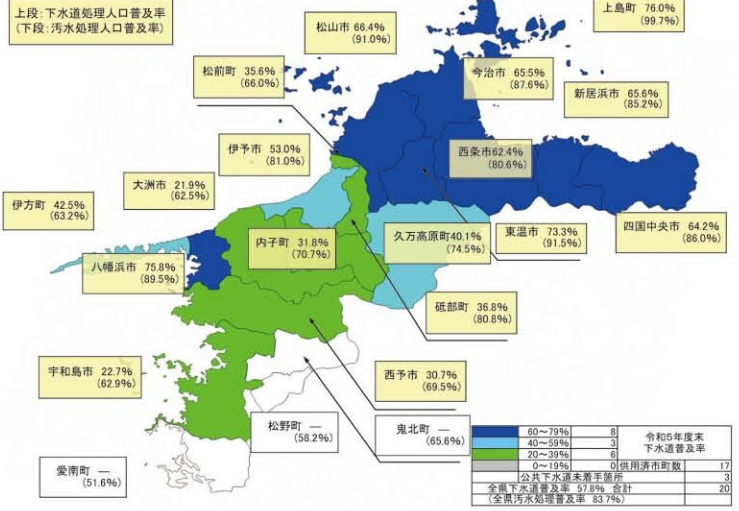 上段:下水道処理人口普及率
(下段:汚水処理人口普及率)
上島町 76.0%
(99.7%)
松山市 66.4%
(91.0%)
松前町 35.6%
(66.0%)
今治市 65.5%
(87.6%)
新居浜市 65.6%
(85.2%)
伊予市 53.0%
(81.0%)
西条市62.4%
(80.6%)
大洲市 21.9%
(62.5%)
伊方町 42.5%
(63.2%)
内子町 31.8%
(70.7%)
久万高原町40.1%
(74.5%)
東温市 73.3%
(91.5%)
四国中央市 64.2%
(86.0%)
八幡浜市 75.8%
(89.5%)
砥部町 36.8%
(80.8%)
宇和島市 22.7%
(62.9%)
西予市 30.7%
(69.5%)
松野町 ―
(58.2%)
鬼北町 ―
(65.6%)
愛南町 ―
(51.6%)
60~79% 8
40~59% 3
20~39% 6
0~19% 0
令和5年度末
下水道普及率
供用済市町数 17
公共下水道未着手箇所 3
全県下水道普及率 57.8% 合計 20
(全県汚水処理普及率 83.7%)